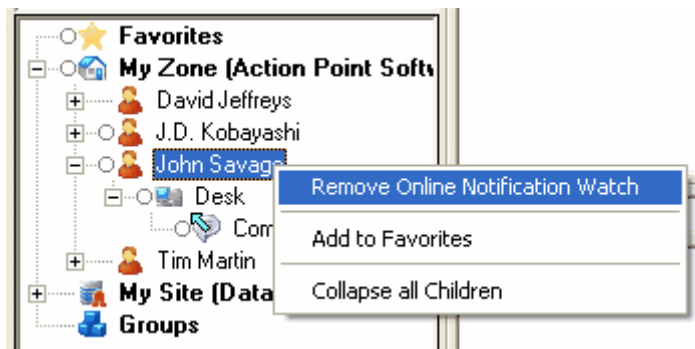 Favorites
My Zone (Action Point Softw
David Jeffreys
J.D. Kobayashi
John Savage
Remove Online Notification Watch
Desk
Com
Add to Favorites
Tim Martin
My Site (Data
Collapse all Children
Groups